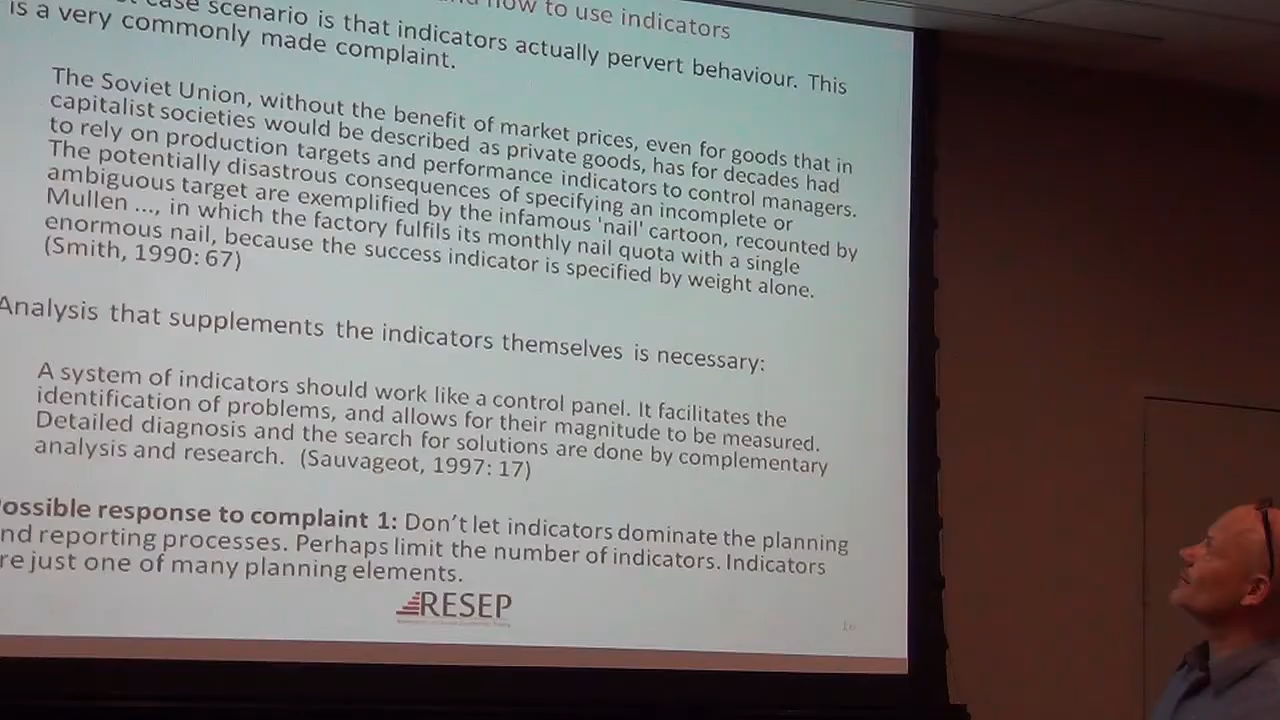 how to use indicators
case scenario is that indicators actually pervert behaviour. This
is a very commonly made complaint.
The Soviet Union, without the benefit of market prices, even for goods that in
capitalist societies would be described as private goods, has for decades had
to rely on production targets and performance indicators to control managers.
The potentially disastrous consequences of specifying an incomplete or
ambiguous target are exemplified by the infamous 'nail' cartoon, recounted by
Mullen ..., in which the factory fulfils its monthly nail quota with a single
enormous nail, because the success indicator is specified by weight alone.
(Smith, 1990: 67)
Analysis that supplements the indicators themselves is necessary:
A system of indicators should work like a control panel. It facilitates the
identification of problems, and allows for their magnitude to be measured.
Detailed diagnosis and the search for solutions are done by complementary
analysis and research. (Sauvageot, 1997: 17)
ossible response to complaint 1: Don't let indicators dominate the planning
nd reporting processes. Perhaps limit the number of indicators. Indicators
re just one of many planning elements.
RESEP